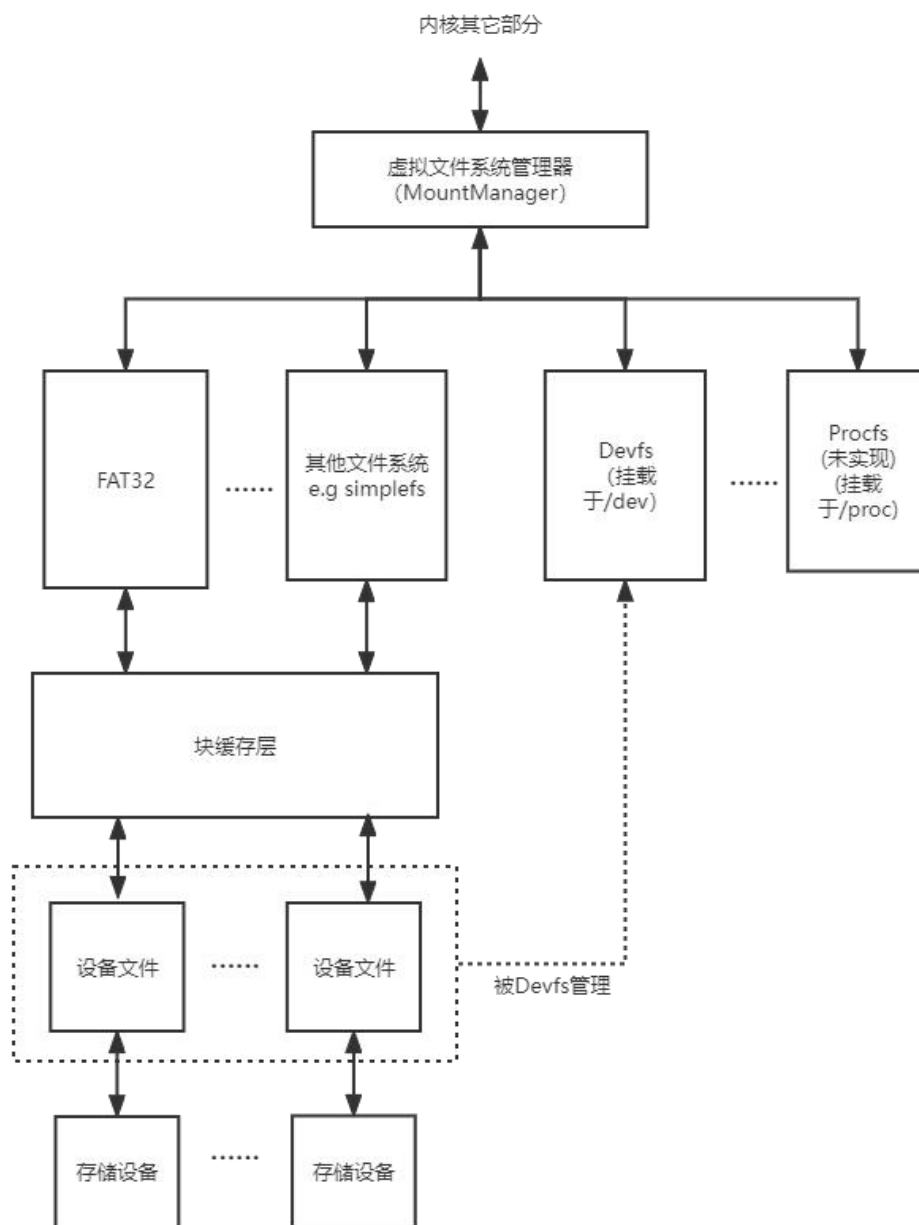 内核其它部分
虚拟文件系统管理器
（MountManager）
FAT32
......
其他文件系统
e.g simplefs
Devfs
（挂载
于/dev）
......
Procfs
(未实现)
(挂载
于/proc)
块缓存层
设备文件
......
设备文件
被Devfs管理
存储设备
......
存储设备